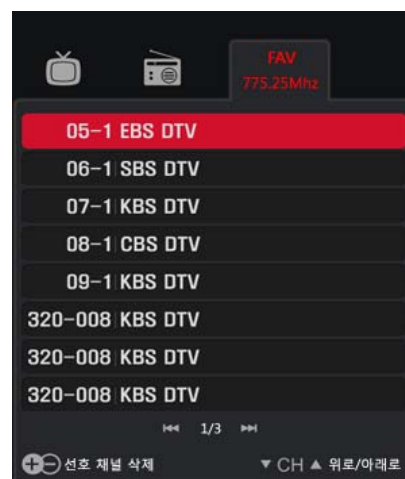 FAV
775.25Mhz
05-1 EBS DTV
06-1 SBS DTV
07-1 KBS DTV
08-1 CBS DTV
09-1 KBS DTV
320-008 KBS DTV
320-008 KBS DTV
320-008 KBS DTV
1/3
선호 채널 삭제 ▼ CH ▲ 위로/아래로